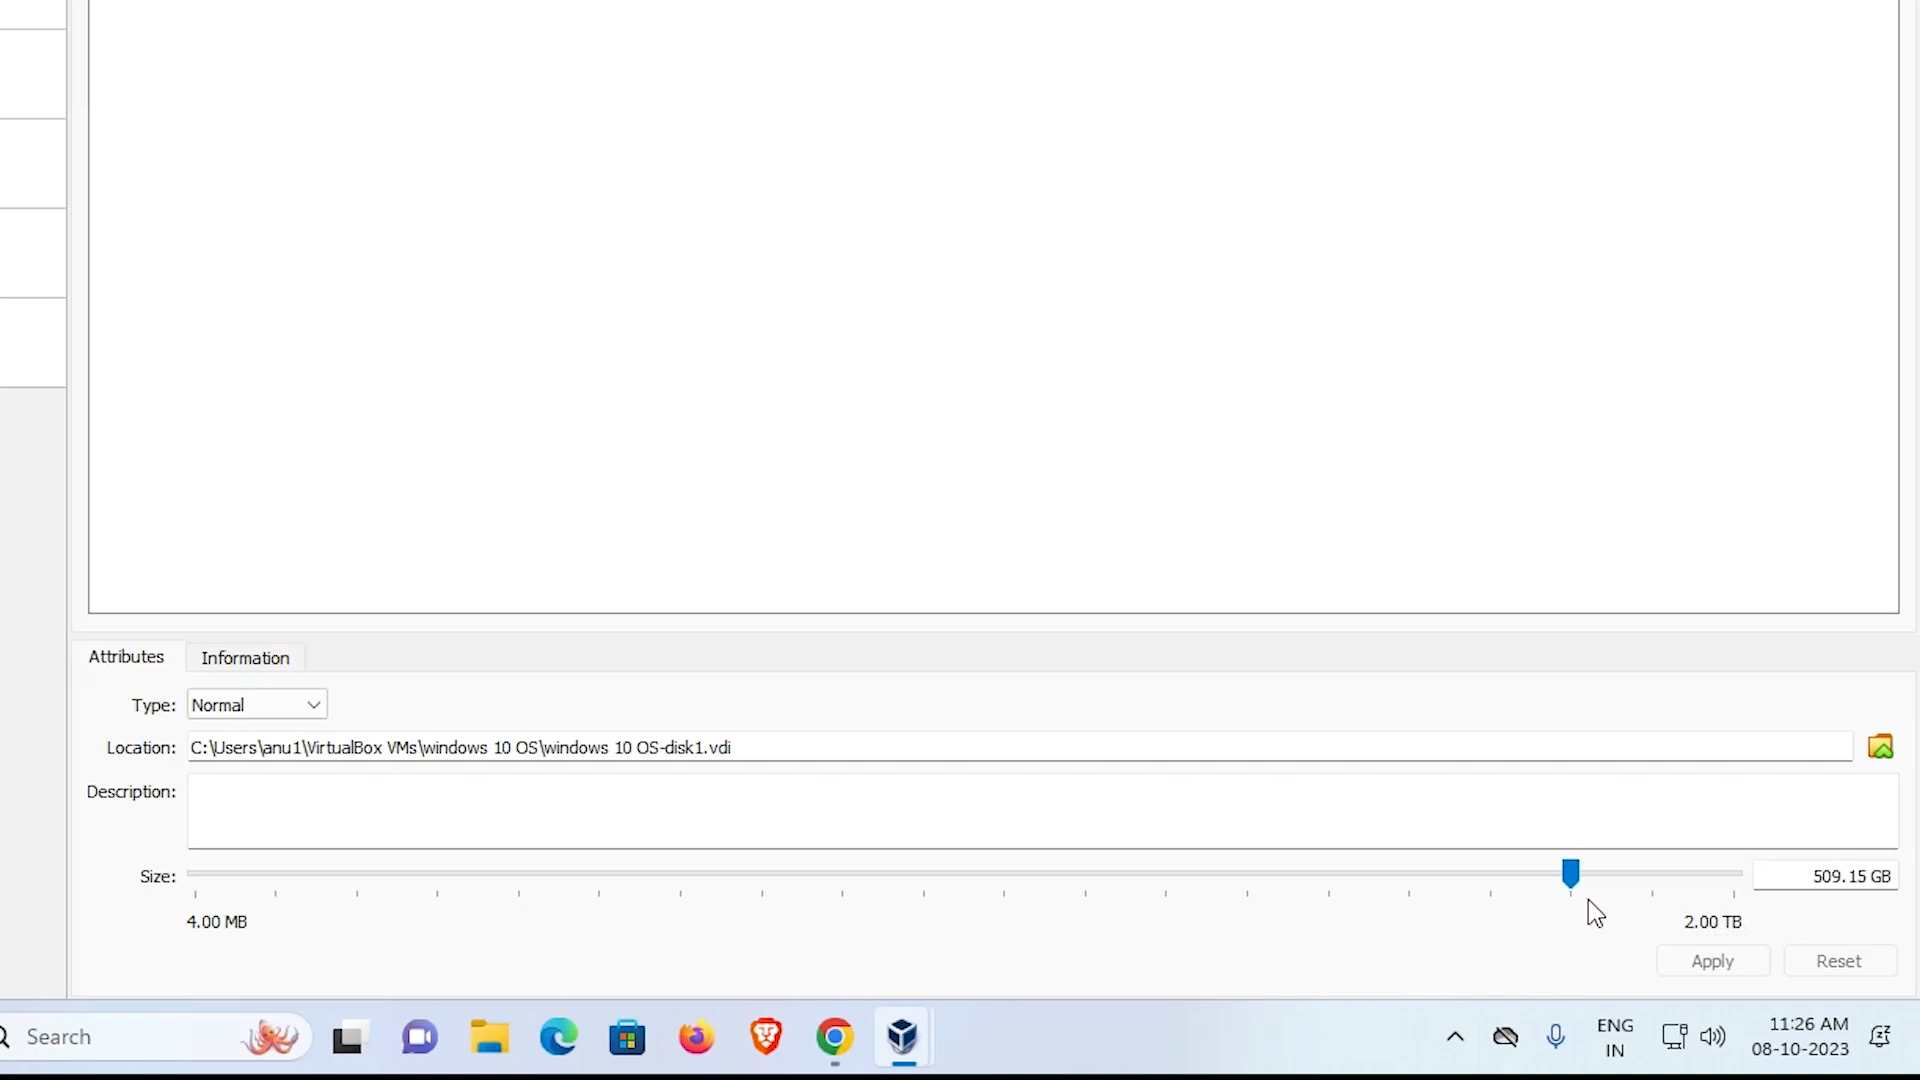 Attributes
Information
Type: Normal
Location: C:\Users\anu1\VirtualBox VMs\windows 10 OS\windows 10 OS-disk1.vdi
Description:
Size: 509.15 GB
4.00 MB 2.00 TB
Apply Reset
Search
ENG
IN
11:26 AM
08-10-2023